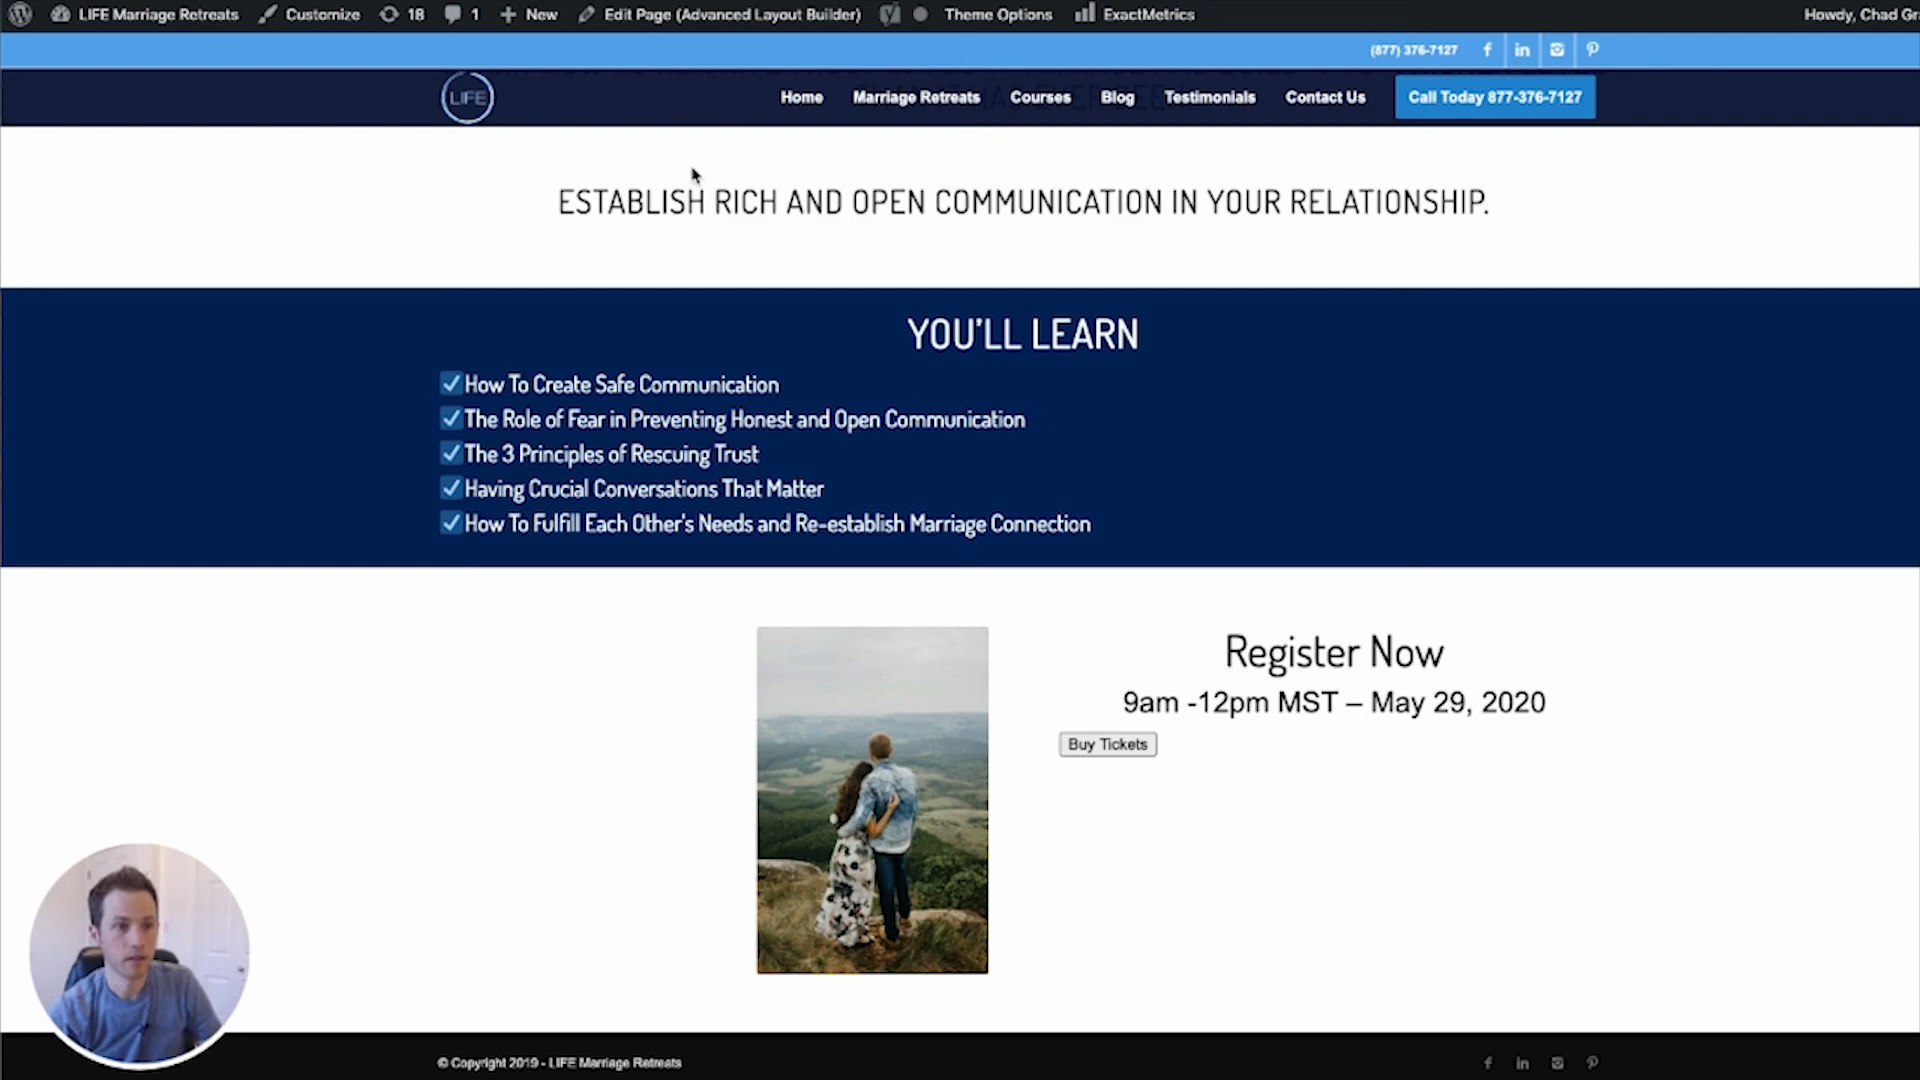 LIFE Marriage Retreats Customize 18 1 New Edit Page (Advanced Layout Builder) Theme Options ExactMetrics Howdy, Chad
(877) 376-7127
LIFE Home Marriage Retreats Courses Blog Testimonials Contact Us Call Today 877-376-7127
ESTABLISH RICH AND OPEN COMMUNICATION IN YOUR RELATIONSHIP.
YOU'LL LEARN
How To Create Safe Communication
The Role of Fear in Preventing Honest and Open Communication
The 3 Principles of Rescuing Trust
Having Crucial Conversations That Matter
How To Fulfill Each Other's Needs and Re-establish Marriage Connection
Register Now
9am -12pm MST – May 29, 2020
Buy Tickets
© Copyright 2019 - LIFE Marriage Retreats